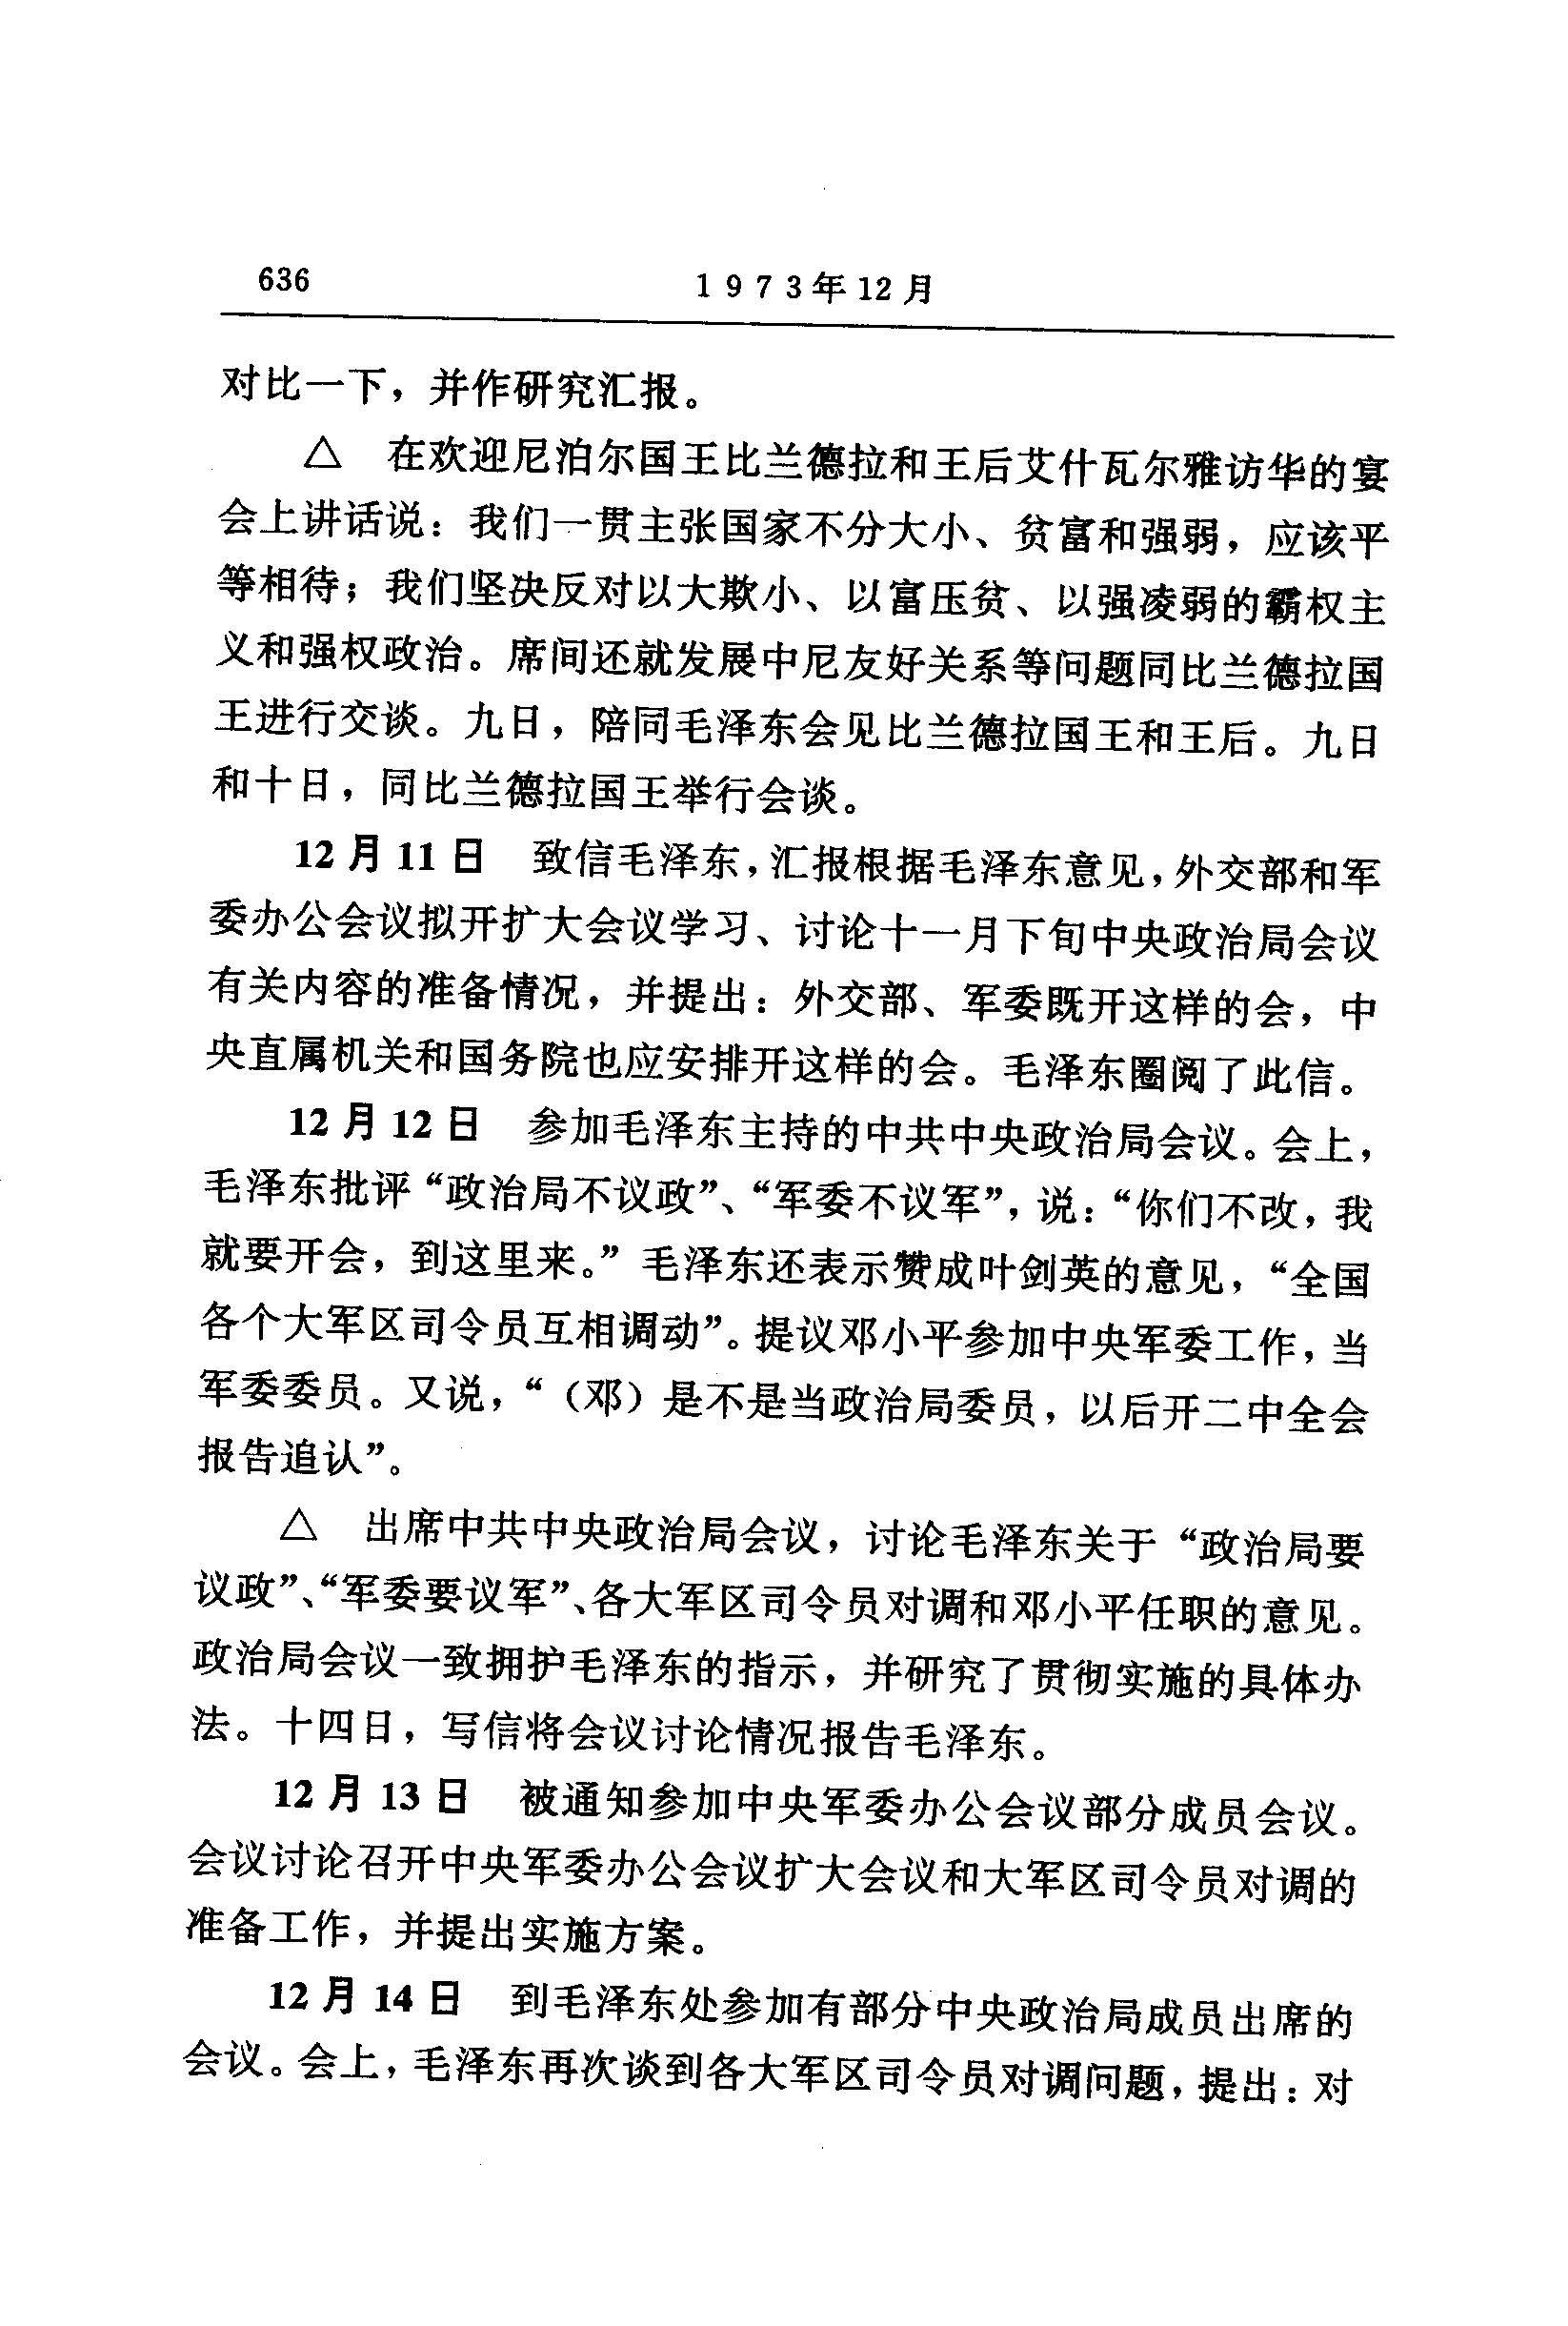 636
1973年12月
对比一下，并作研究汇报。
△ 在欢迎尼泊尔国王比兰德拉和王后艾什瓦尔雅访华的宴
会上讲话说：我们一贯主张国家不分大小、贫富和强弱，应该平
等相待；我们坚决反对以大欺小、以富压贫、以强凌弱的霸权主
义和强权政治。席间还就发展中尼友好关系等问题同比兰德拉国
王进行交谈。九日，陪同毛泽东会见比兰德拉国王和王后。九日
和十日，同比兰德拉国王举行会谈。
12月11日 致信毛泽东，汇报根据毛泽东意见，外交部和军
委办公会议拟开扩大会议学习、讨论十一月下旬中央政治局会议
有关内容的准备情况，并提出：外交部、军委既开这样的会，中
央直属机关和国务院也应安排开这样的会。毛泽东圈阅了此信。
12月12日 参加毛泽东主持的中共中央政治局会议。会上，
毛泽东批评“政治局不议政”、“军委不议军”，说：“你们不改，我
就要开会，到这里来。”毛泽东还表示赞成叶剑英的意见，“全国
各个大军区司令员互相调动”。提议邓小平参加中央军委工作，当
军委委员。又说，“（邓）是不是当政治局委员，以后开二中全会
报告追认”。
△ 出席中共中央政治局会议，讨论毛泽东关于“政治局要
议政”、“军委要议军”、各大军区司令员对调和邓小平任职的意见。
政治局会议一致拥护毛泽东的指示，并研究了贯彻实施的具体办
法。十四日，写信将会议讨论情况报告毛泽东。
12月13日 被通知参加中央军委办公会议部分成员会议。
会议讨论召开中央军委办公会议扩大会议和大军区司令员对调的
准备工作，并提出实施方案。
12月14日 到毛泽东处参加有部分中央政治局成员出席的
会议。会上，毛泽东再次谈到各大军区司令员对调问题，提出：对